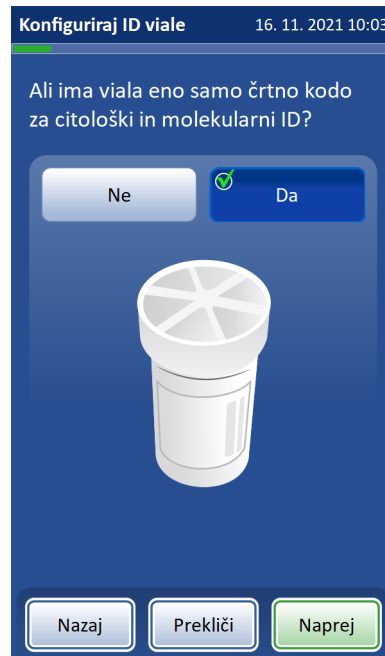 Konfiguriraj ID viale 16. 11. 2021 10:03
Ali ima viala eno samo črtno kodo
za citološki in molekularni ID?
Ne Da
Nazaj Prekliči Naprej